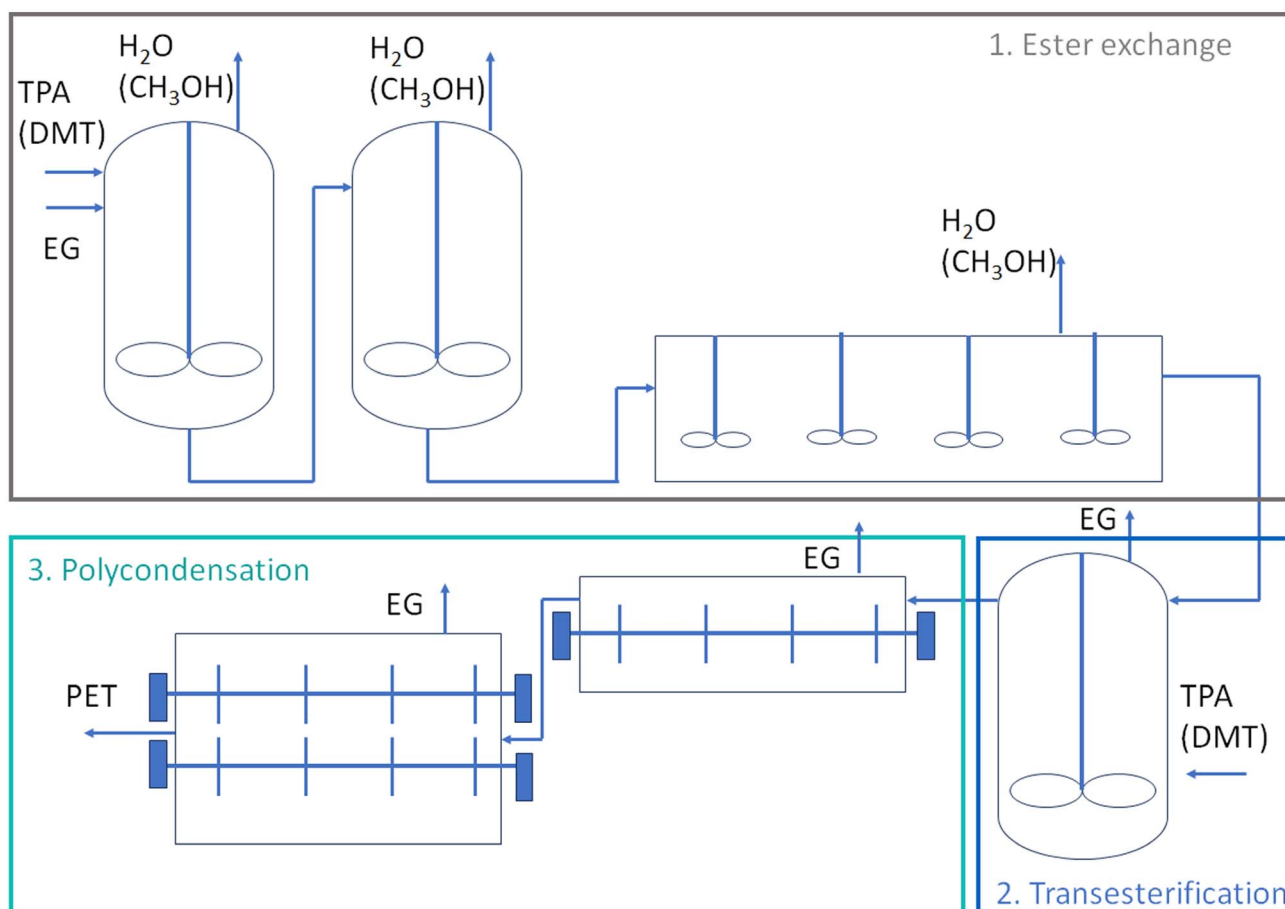 1. Ester exchange
H₂O
(CH₃OH)
H₂O
(CH₃OH)
TPA
(DMT)
EG
H₂O
(CH₃OH)
EG
3. Polycondensation
EG
EG
PET
TPA
(DMT)
2. Transesterification